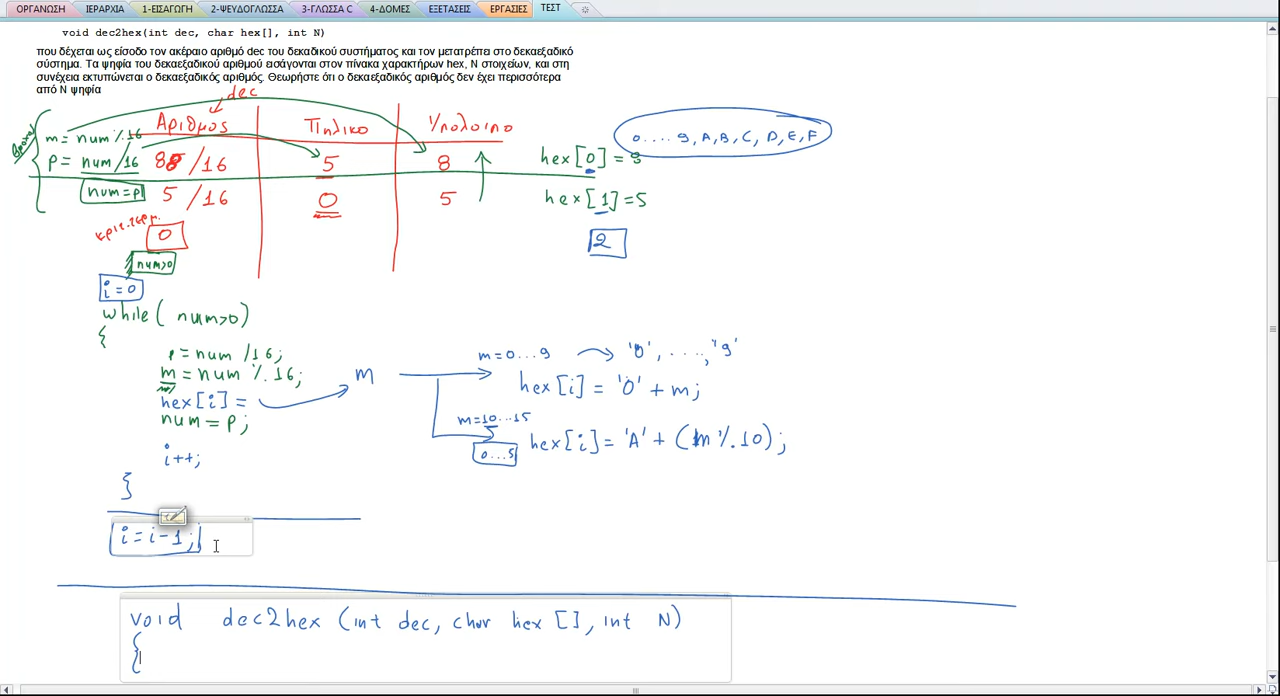 ΟΡΓΑΝΩΣΗ ΙΕΡΑΡΧΙΑ 1-ΕΙΣΑΓΩΓΗ 2-ΨΕΥΔΟΓΛΩΣΣΑ 3-ΓΛΩΣΣΑ C 4-ΔΟΜΕΣ ΕΞΕΤΑΣΕΙΣ ΕΡΓΑΣΙΕΣ ΤΕΣΤ
void dec2hex(int dec, char hex[], int N)
που δέχεται ως είσοδο τον ακέραιο αριθμό dec του δεκαδικού συστήματος και τον μετατρέπει στο δεκαεξαδικό
σύστημα. Τα ψηφία του δεκαεξαδικού αριθμού εισάγονται στον πίνακα χαρακτήρων hex, N στοιχείων, και στη
συνέχεια εκτυπώνεται ο δεκαεξαδικός αριθμός. Θεωρήστε ότι ο δεκαεξαδικός αριθμός δεν έχει περισσότερα
από N ψηφία
dec
Αριθμος Πηλικο Υπολοιπο
m = num % 16
0....9, A, B, C, D, E, F
p = num/16 88 /16 5 8 hex[0] = 8
num=p 5 /16 0 5 hex[1]=5
κριτ.τερμ. 0 2
num>0
i = 0
while( num>0)
{
p = num /16;
m = num % 16;
hex[i] =
num = p;
i++;
}
m
m = 0...9 '0', ....., '9'
hex[i] = '0' + m;
m = 10...15
0...5 hex[i] = 'A' + (m % 10);
i = i-1;
void dec2hex (int dec, char hex [], int N)
{